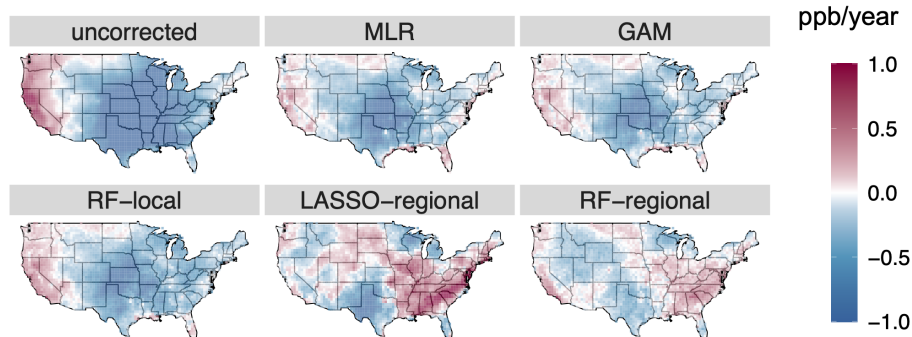 ppb/year
uncorrected
MLR
GAM
RF−local
LASSO−regional
RF−regional
1.0
0.5
0.0
−0.5
−1.0